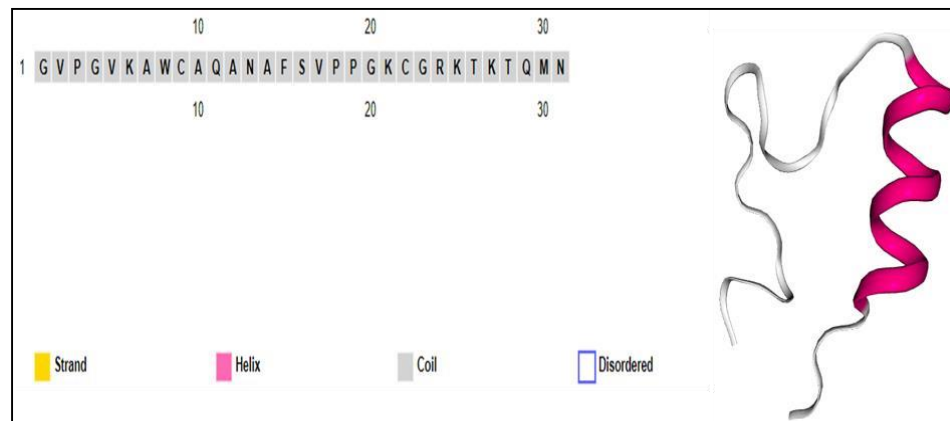 10 20 30
1 G V P G V K A W C A Q A N A F S V P P G K C G R K T K T Q M N
10 20 30
Strand Helix Coil Disordered